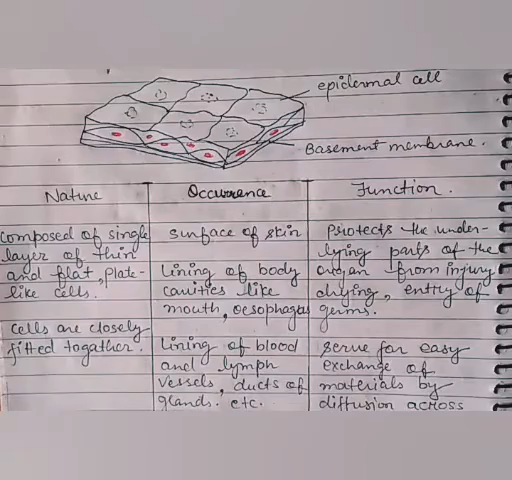 epidermal cell
Basement membrane.
Nature
composed of single
layer of thin
and flat, plate-
like cells.
cells are closely
fitted togather.
Occurrence
surface of skin
Lining of body
cavities like
mouth, oesophagus
Lining of blood
and lymph
vessels, ducts of
glands. etc.
Function.
protects the under-
lying parts of the
organ from injury
drying, entry of
germs.
serve for easy
exchange of
materials by
diffusion across